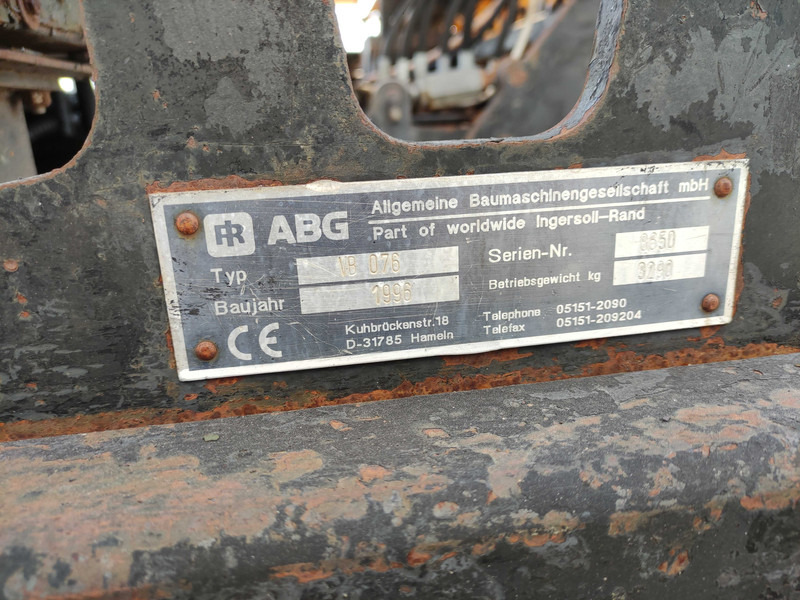 IR ABG
Allgemeine Baumaschinengesellschaft mbH
Part of worldwide Ingersoll-Rand
Typ VB 076
Baujahr 1996
Serien-Nr.
Betriebsgewicht kg
CE
Kuhbrückenstr.18
D-31785 Hameln
Telephone 05151-2090
Telefax 05151-209204